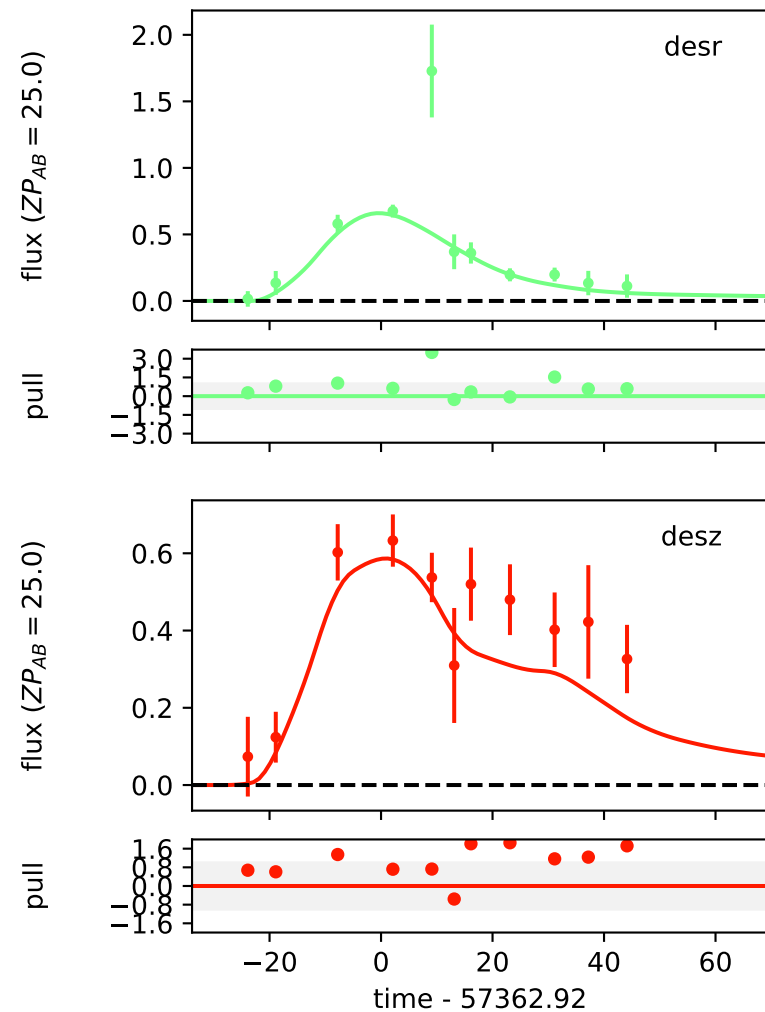 desr
flux (ZP_AB = 25.0)
2.0
1.5
1.0
0.5
0.0
pull
3.0
1.5
0.0
−1.5
−3.0
desz
flux (ZP_AB = 25.0)
0.6
0.4
0.2
0.0
pull
1.6
0.8
0.0
−0.8
−1.6
−20 0 20 40 60
time - 57362.92